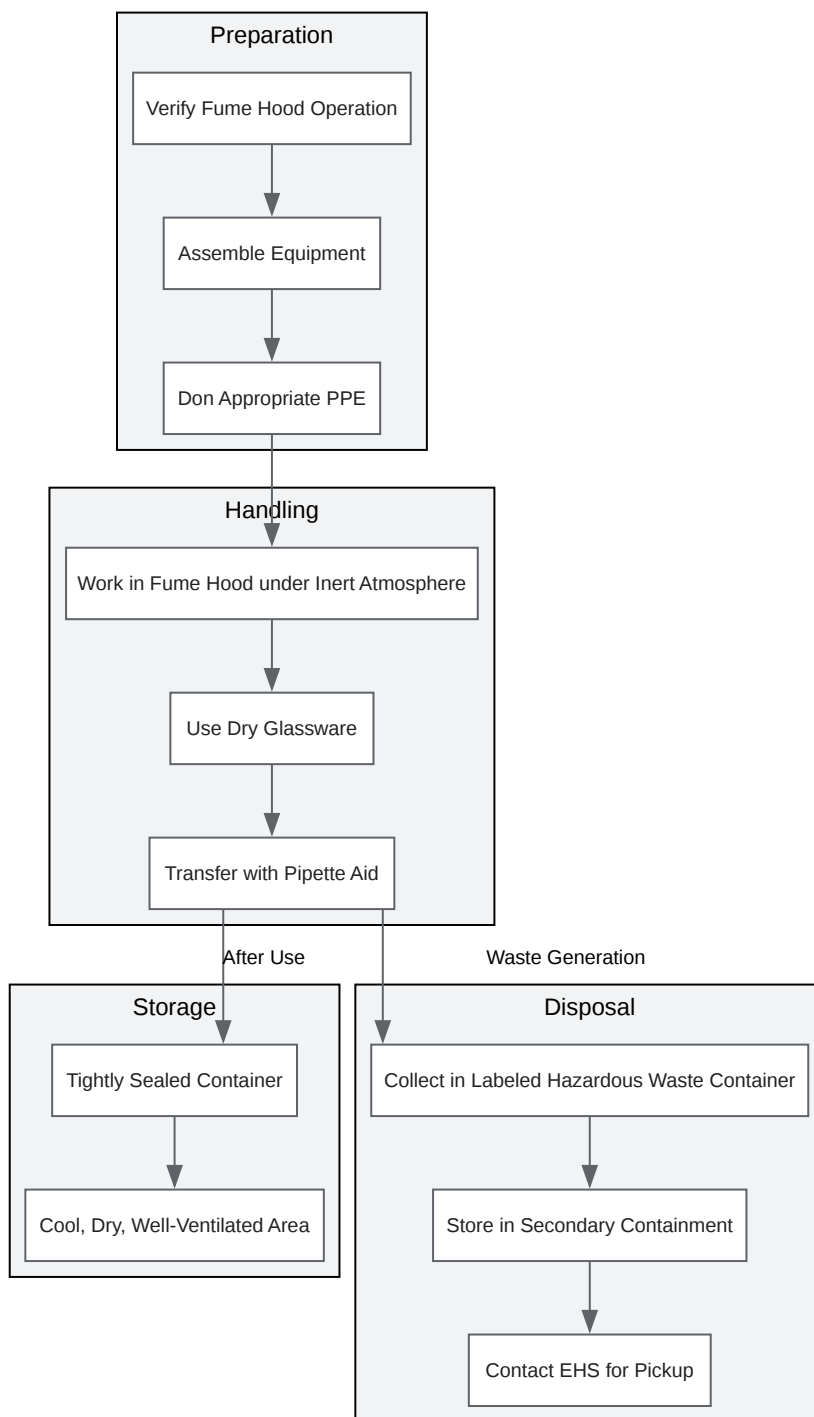 Preparation
Verify Fume Hood Operation
Assemble Equipment
Don Appropriate PPE
Handling
Work in Fume Hood under Inert Atmosphere
Use Dry Glassware
Transfer with Pipette Aid
After Use
Waste Generation
Storage
Tightly Sealed Container
Cool, Dry, Well-Ventilated Area
Disposal
Collect in Labeled Hazardous Waste Container
Store in Secondary Containment
Contact EHS for Pickup